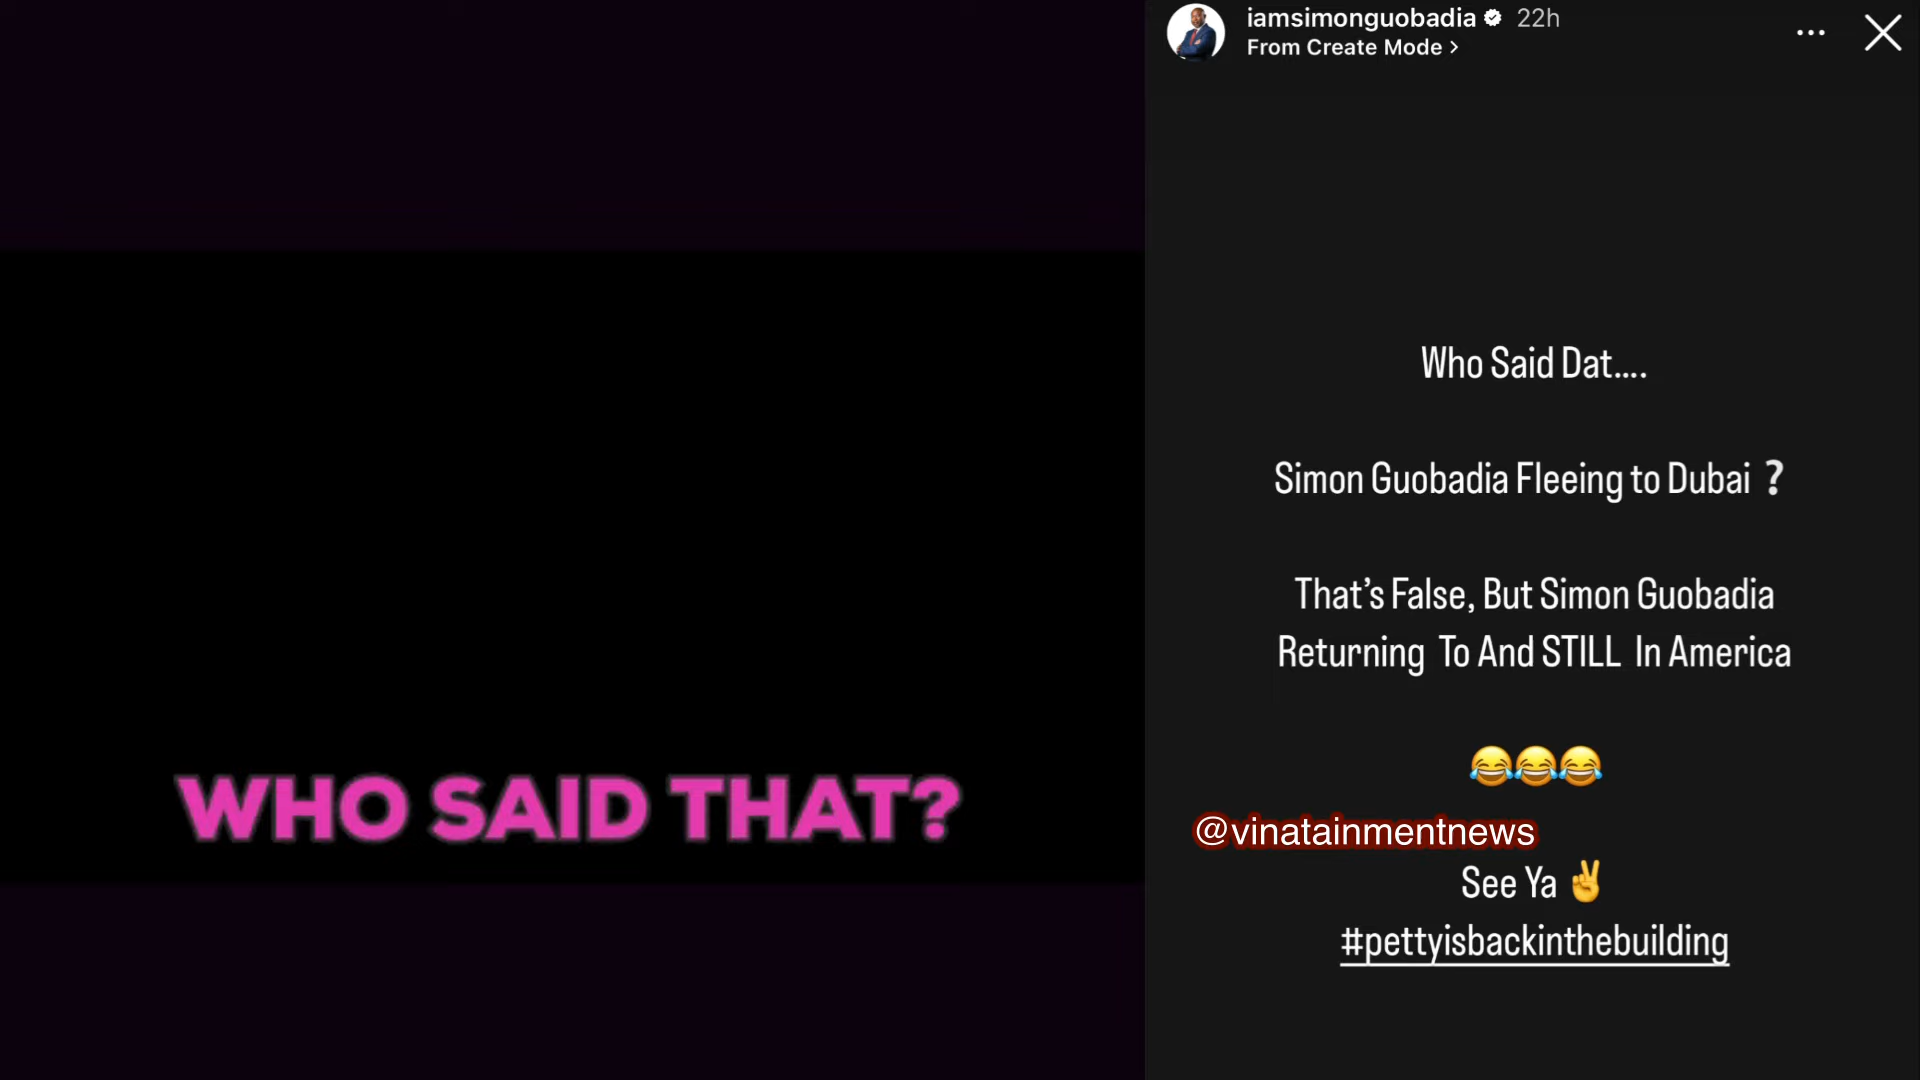 WHO SAID THAT?
iamsimonguobadia 22h
From Create Mode >
Who Said Dat....
Simon Guobadia Fleeing to Dubai ❔
That’s False, But Simon Guobadia
Returning To And STILL In America
😂😂😂
@vinatainmentnews
See Ya ✌️
#pettyisbackinthebuilding